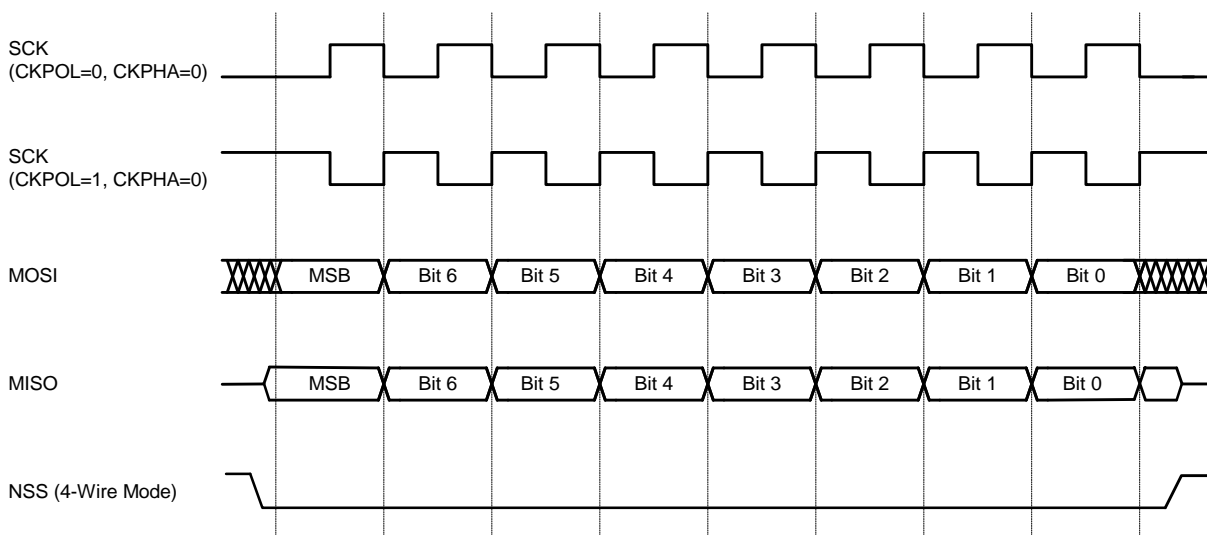 SCK
(CKPOL=0, CKPHA=0)
SCK
(CKPOL=1, CKPHA=0)
MOSI MSB Bit 6 Bit 5 Bit 4 Bit 3 Bit 2 Bit 1 Bit 0
MISO MSB Bit 6 Bit 5 Bit 4 Bit 3 Bit 2 Bit 1 Bit 0
NSS (4-Wire Mode)